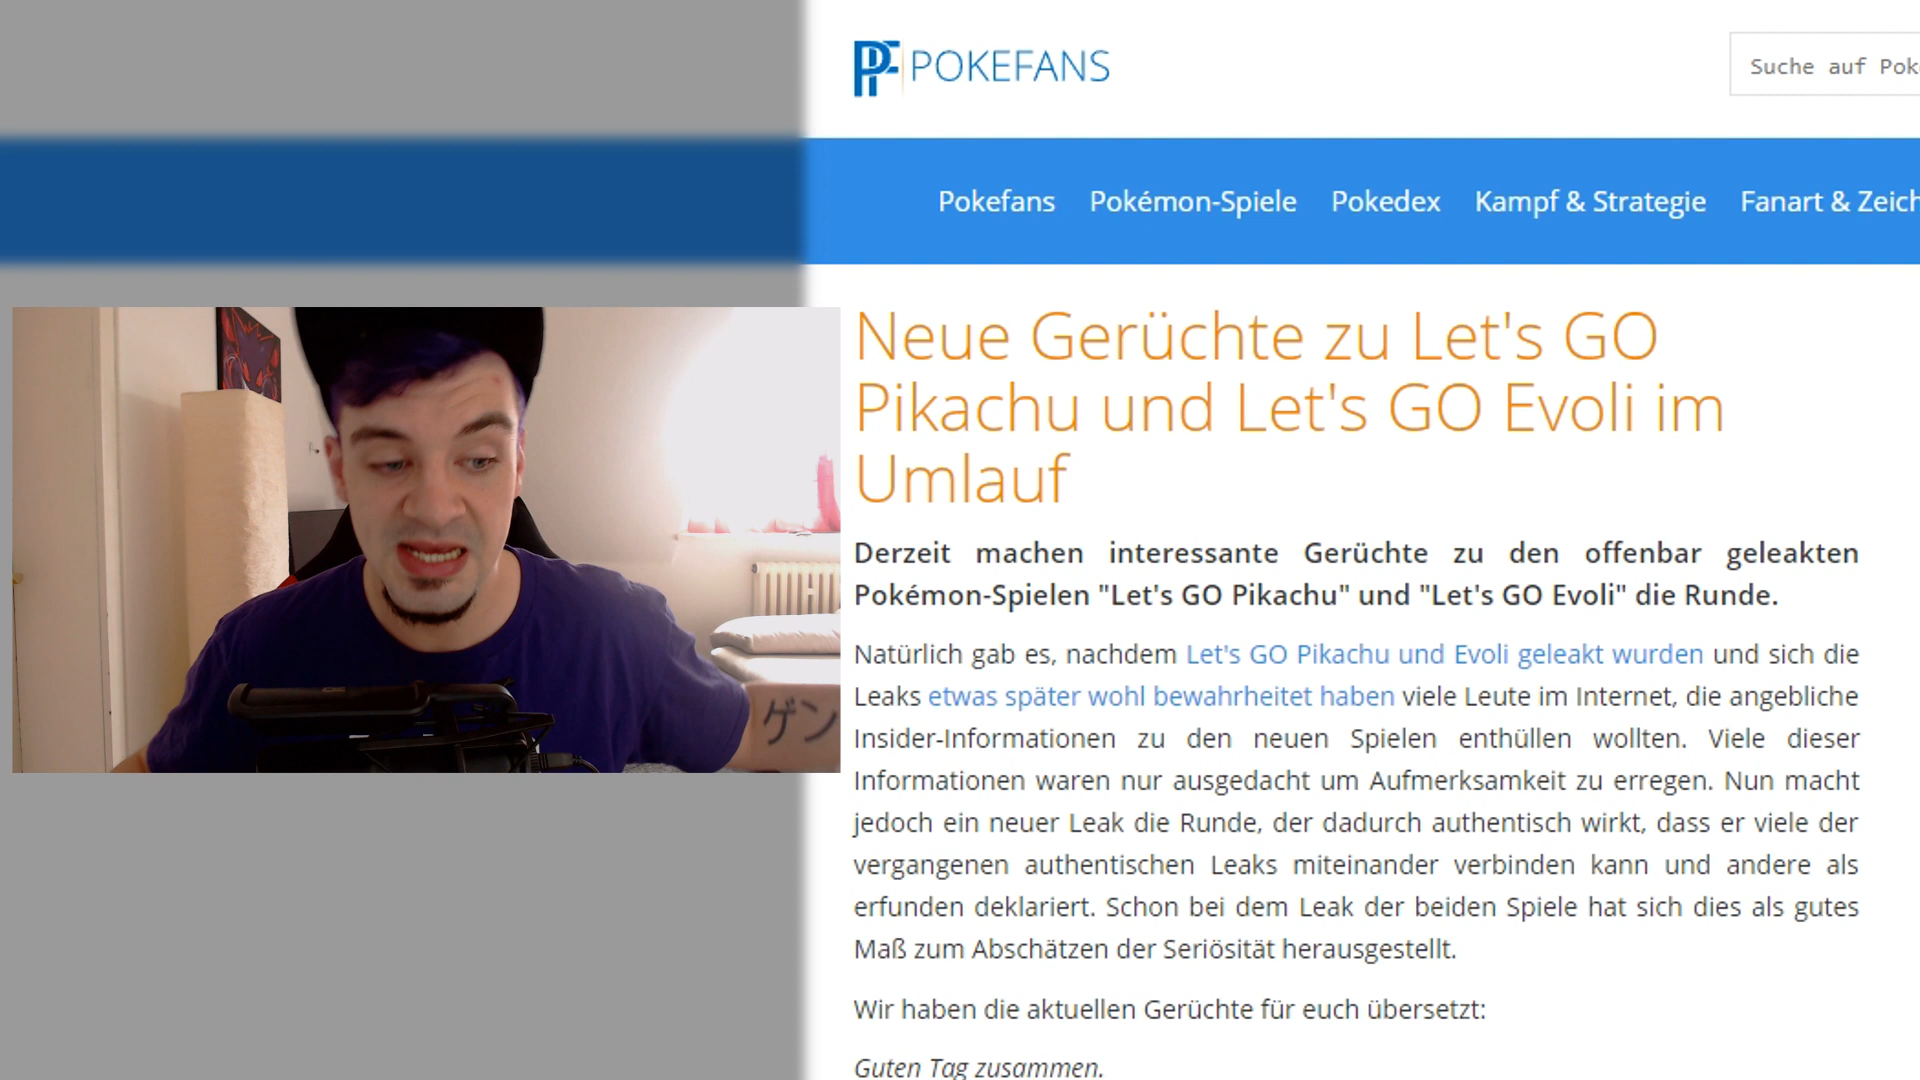 POKEFANS
Suche auf Pok
Pokefans Pokémon-Spiele Pokedex Kampf & Strategie Fanart & Zeich
Neue Gerüchte zu Let's GO
Pikachu und Let's GO Evoli im
Umlauf
Derzeit machen interessante Gerüchte zu den offenbar geleakten
Pokémon-Spielen "Let's GO Pikachu" und "Let's GO Evoli" die Runde.
Natürlich gab es, nachdem Let's GO Pikachu und Evoli geleakt wurden und sich die
Leaks etwas später wohl bewahrheitet haben viele Leute im Internet, die angebliche
Insider-Informationen zu den neuen Spielen enthüllen wollten. Viele dieser
Informationen waren nur ausgedacht um Aufmerksamkeit zu erregen. Nun macht
jedoch ein neuer Leak die Runde, der dadurch authentisch wirkt, dass er viele der
vergangenen authentischen Leaks miteinander verbinden kann und andere als
erfunden deklariert. Schon bei dem Leak der beiden Spiele hat sich dies als gutes
Maß zum Abschätzen der Seriösität herausgestellt.
Wir haben die aktuellen Gerüchte für euch übersetzt:
Guten Tag zusammen.
ゲン